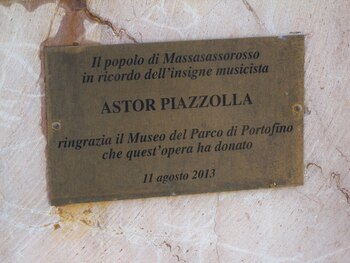 Il popolo di Massasassorosso
in ricordo dell'insigne musicista
ASTOR PIAZZOLLA
ringrazia il Museo del Parco di Portofino
che quest'opera ha donato
11 agosto 2013